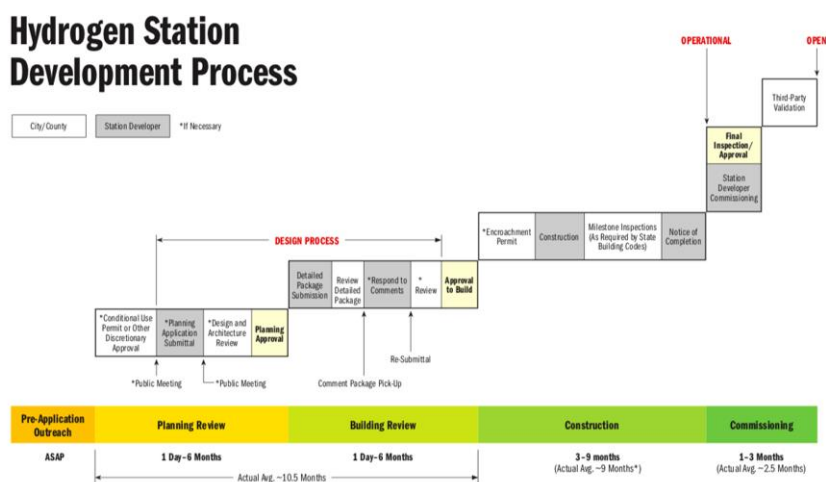 Hydrogen Station
Development Process
City/County
Station Developer
*If Necessary
OPERATIONAL
OPEN
Third-Party
Validation
Final
Inspection/
Approval
Station
Developer
Commissioning
*Encroachment
Permit
Construction
Milestone Inspections
(As Required by State
Building Codes)
Notice of
Completion
DESIGN PROCESS
Detailed
Package
Submission
Review
Detailed
Package
*Respond to
Comments
*
Review
Approval
to Build
*Conditional Use
Permit or Other
Discretionary
Approval
*Planning
Application
Submittal
*Design and
Architecture
Review
Planning
Approval
Re-Submittal
*Public Meeting
*Public Meeting
Comment Package Pick-Up
Pre-Application
Outreach
Planning Review
Building Review
Construction
Commissioning
ASAP
1 Day–6 Months
1 Day–6 Months
3–9 months
(Actual Avg. ~9 Months*)
1–3 Months
(Actual Avg. ~2.5 Months)
Actual Avg. ~10.5 Months